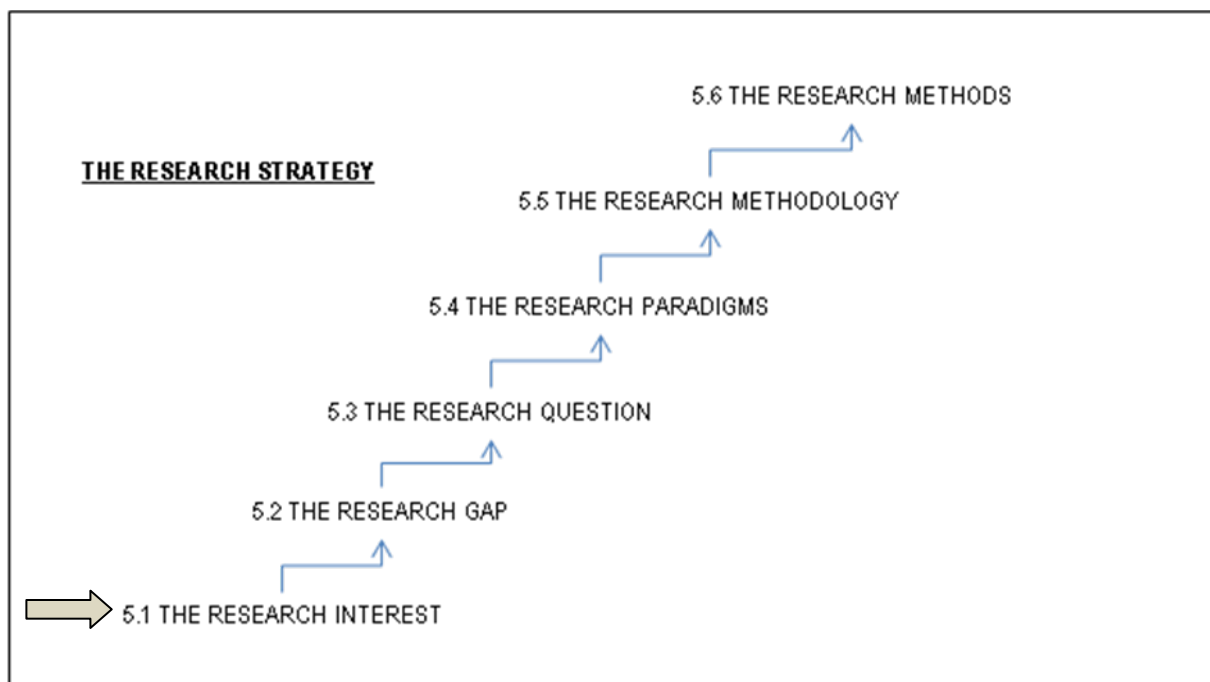 5.6 THE RESEARCH METHODS
THE RESEARCH STRATEGY
5.5 THE RESEARCH METHODOLOGY
5.4 THE RESEARCH PARADIGMS
5.3 THE RESEARCH QUESTION
5.2 THE RESEARCH GAP
5.1 THE RESEARCH INTEREST